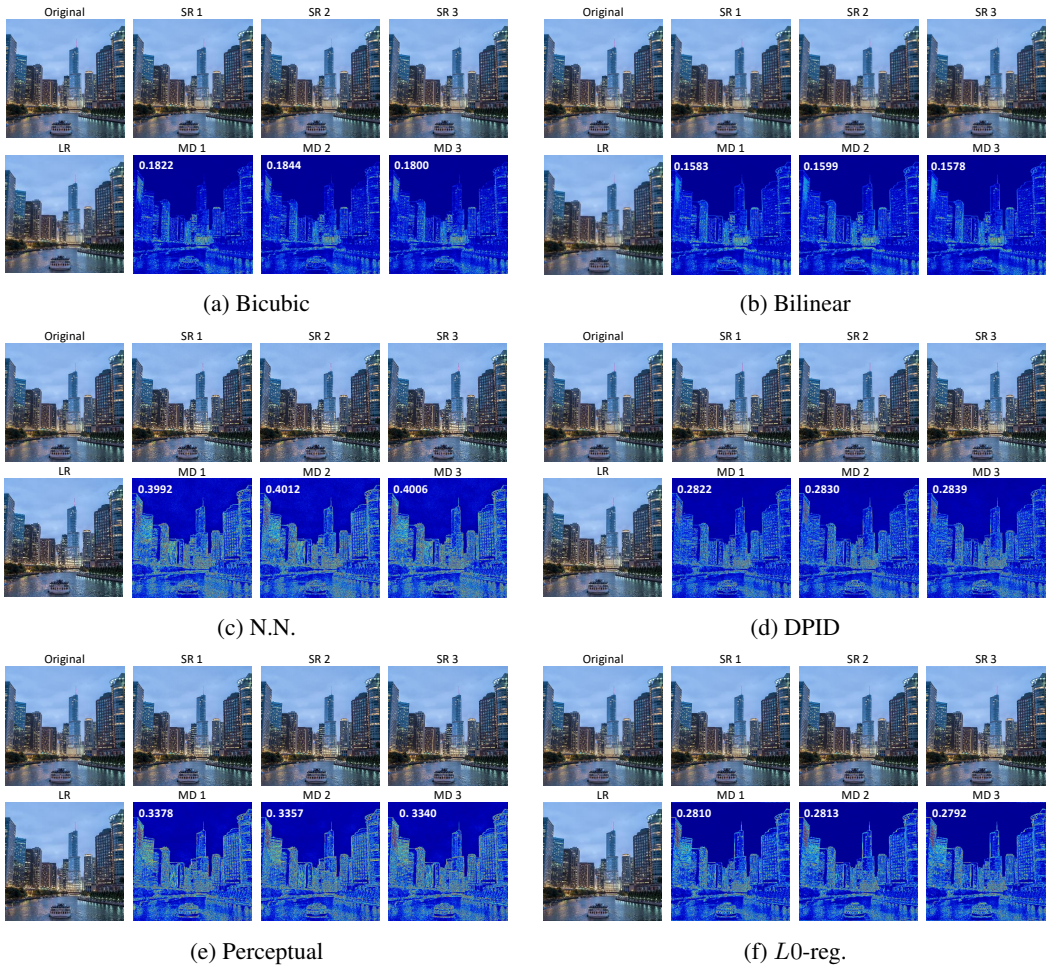 Original SR 1 SR 2 SR 3
LR MD 1 MD 2 MD 3
0.1822 0.1844 0.1800
(a) Bicubic
Original SR 1 SR 2 SR 3
LR MD 1 MD 2 MD 3
0.1583 0.1599 0.1578
(b) Bilinear
Original SR 1 SR 2 SR 3
LR MD 1 MD 2 MD 3
0.3992 0.4012 0.4006
(c) N.N.
Original SR 1 SR 2 SR 3
LR MD 1 MD 2 MD 3
0.2822 0.2830 0.2839
(d) DPID
Original SR 1 SR 2 SR 3
LR MD 1 MD 2 MD 3
0.3378 0. 3357 0. 3340
(e) Perceptual
Original SR 1 SR 2 SR 3
LR MD 1 MD 2 MD 3
0.2810 0.2813 0.2792
(f) L0-reg.